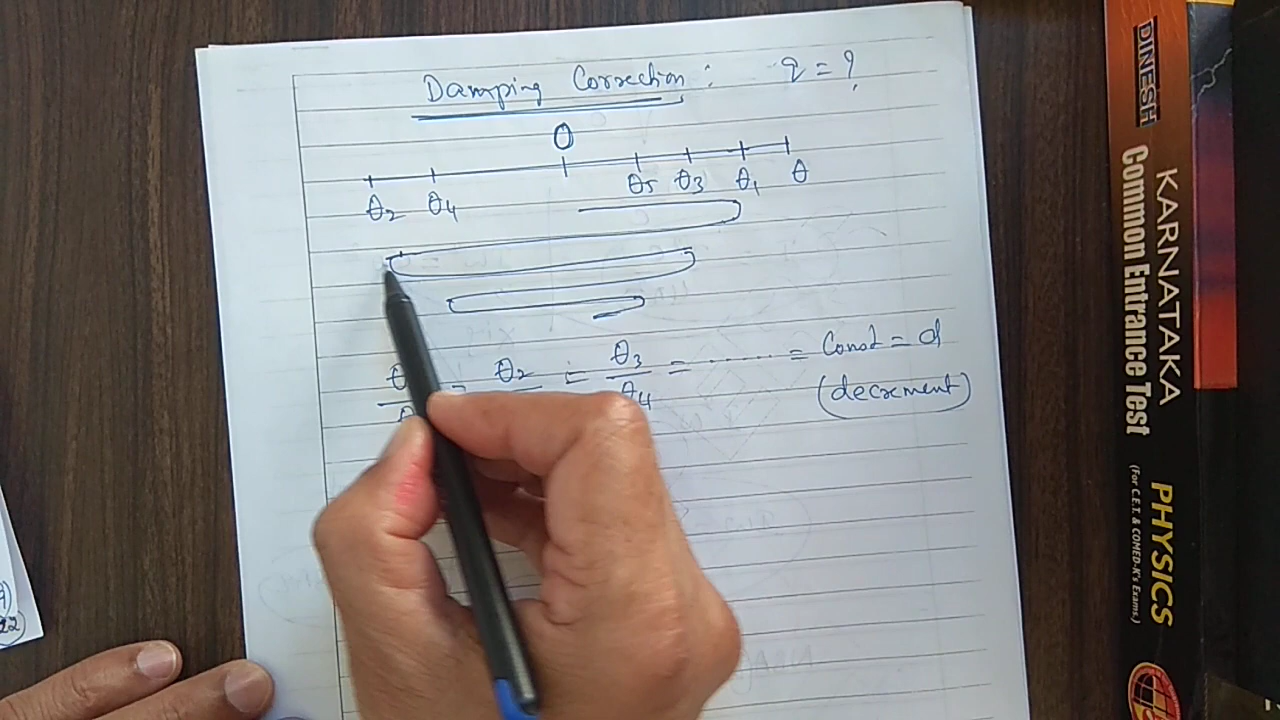 Damping Correction : q = ?
0
θ2 θ4 θ5 θ3 θ1 θ
= θ2 = θ3/θ4 = ...... = Const = d
(decrement)
DINESH
KARNATAKA
Common Entrance Test
PHYSICS
(For C.E.T. & COMED-K's Exams.)